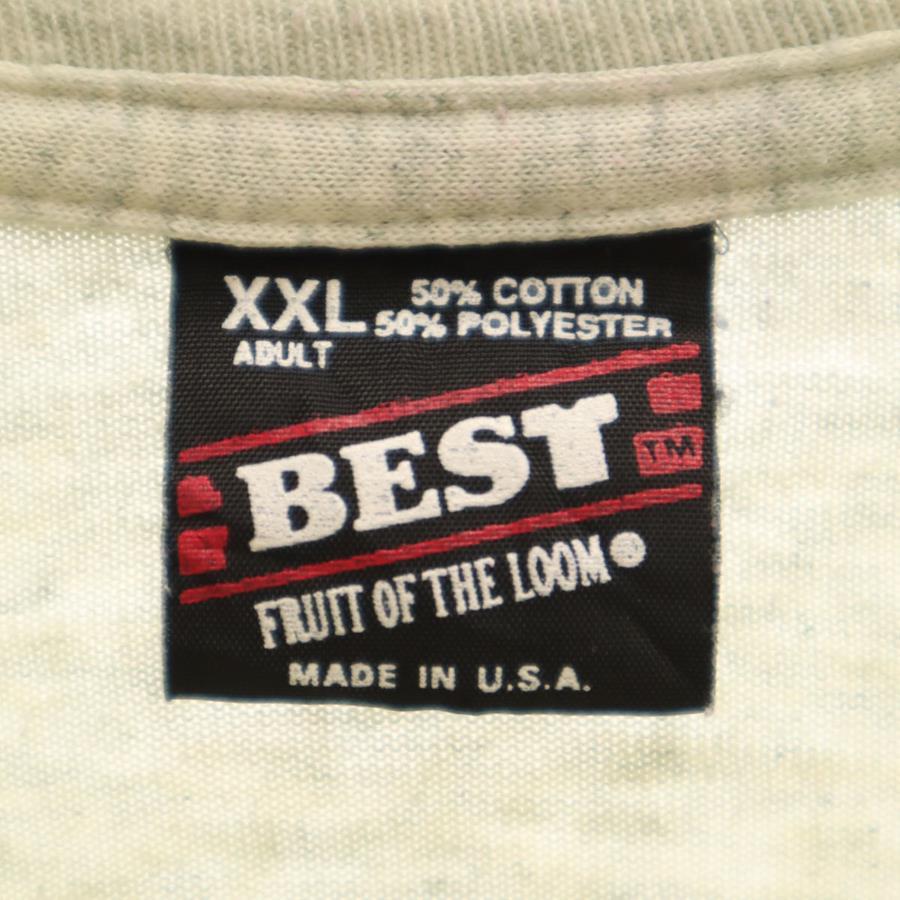 XXL
ADULT
50% COTTON
50% POLYESTER
BEST
TM
FRUIT OF THE LOOM®
MADE IN U.S.A.